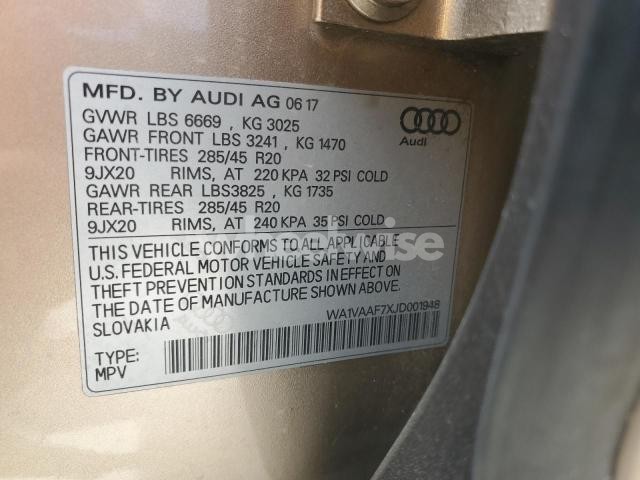 MFD. BY AUDI AG 06 17
GVWR LBS 6669 , KG 3025
GAWR FRONT LBS 3241 , KG 1470
FRONT-TIRES 285/45 R20
9JX20 RIMS, AT 220 KPA 32 PSI COLD
GAWR REAR LBS3825 , KG 1735
REAR-TIRES 285/45 R20
9JX20 RIMS, AT 240 KPA 35 PSI COLD
THIS VEHICLE CONFORMS TO ALL APPLICABLE
U.S. FEDERAL MOTOR VEHICLE SAFETY AND
THEFT PREVENTION STANDARDS IN EFFECT ON
THE DATE OF MANUFACTURE SHOWN ABOVE.
SLOVAKIA
WA1VAAF7XJD001948
TYPE:
MPV
Audi